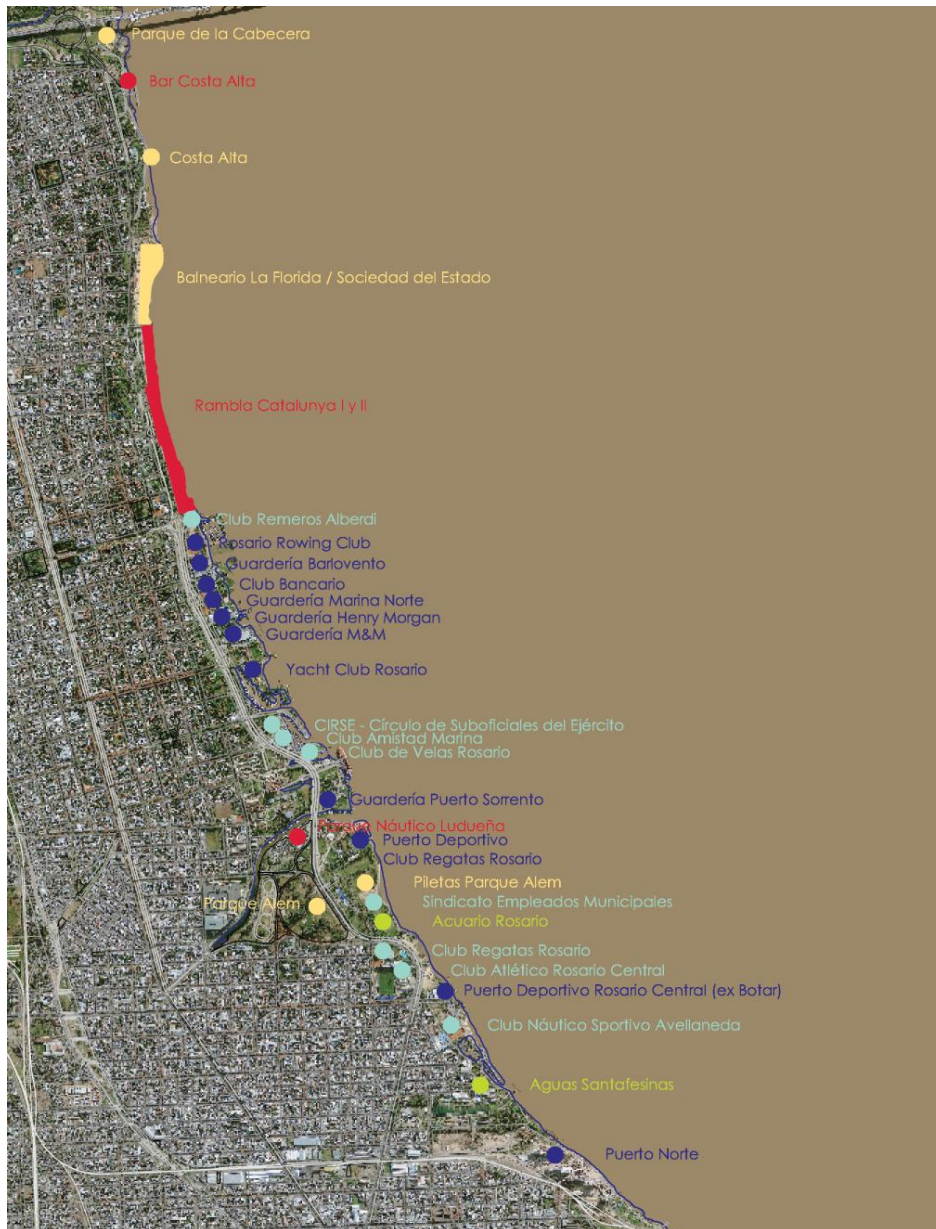 Parque de la Cabecera
Bar Costa Alta
Costa Alta
Balneario La Florida / Sociedad del Estado
Rambla Catalunya I y II
Club Remeros Alberdi
Rosario Rowing Club
Guardería Barlovento
Club Bancario
Guardería Marina Norte
Guardería Henry Morgan
Guardería M&M
Yacht Club Rosario
CIRSE - Círculo de Suboficiales del Ejército
Club Amistad Marina
Club de Velas Rosario
Guardería Puerto Sorrento
Parque Náutico Ludueña
Puerto Deportivo
Club Regatas Rosario
Piletas Parque Alem
Sindicato Empleados Municipales
Parque Alem
Acuario Rosario
Club Regatas Rosario
Club Atlético Rosario Central
Puerto Deportivo Rosario Central (ex Botar)
Club Náutico Sportivo Avellaneda
Aguas Santafesinas
Puerto Norte